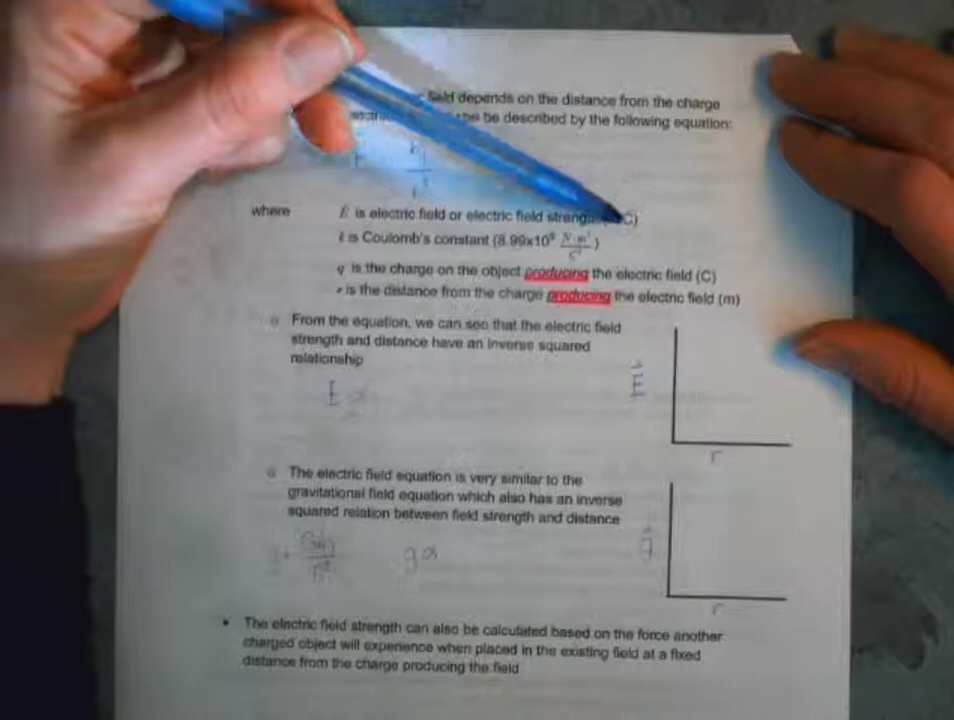 field depends on the distance from the charge
be described by the following equation:
where E is electric field or electric field C)
k is Coulomb's constant (8.99x10⁹ N·m²/C²)
q is the charge on the object producing the electric field (C)
r is the distance from the charge producing the electric field (m)
From the equation, we can see that the electric field
strength and distance have an inverse squared
relationship
E α
E
r
The electric field equation is very similar to the
gravitational field equation which also has an inverse
squared relation between field strength and distance
g α
g
r
• The electric field strength can also be calculated based on the force another
charged object will experience when placed in the existing field at a fixed
distance from the charge producing the field